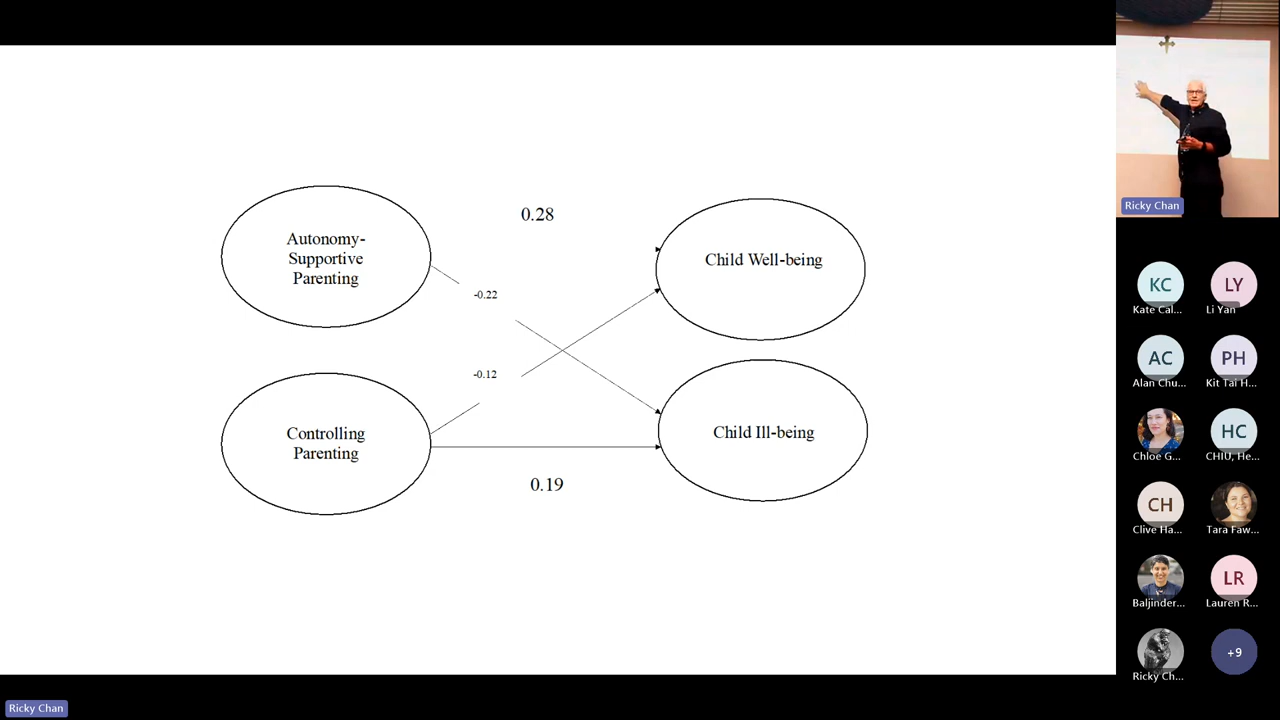 0.28
Autonomy-
Supportive
Parenting
Child Well-being
-0.22
-0.12
Controlling
Parenting
Child Ill-being
0.19
Ricky Chan
KC
LY
Kate Cal...
Li Yan
AC
PH
Alan Chu...
Kit Tai H...
HC
Chloe G...
CHIU, He...
CH
Clive Ha...
Tara Faw...
LR
Baljinder...
Lauren R...
+9
Ricky Ch...
Ricky Chan